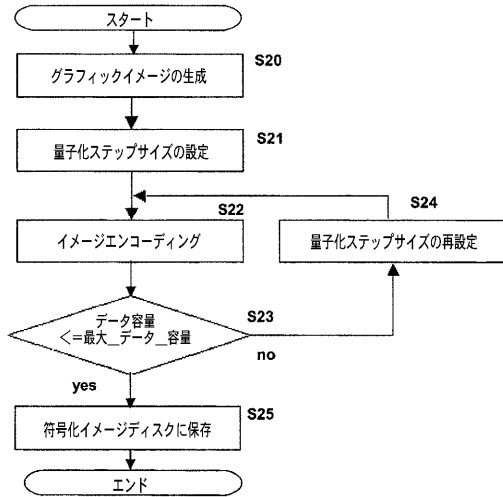 スタート
S20
グラフィックイメージの生成
S21
量子化ステップサイズの設定
S22
イメージエンコーディング
S24
量子化ステップサイズの再設定
S23
データ容量
<=最大__データ__容量
no
yes
S25
符号化イメージディスクに保存
エンド